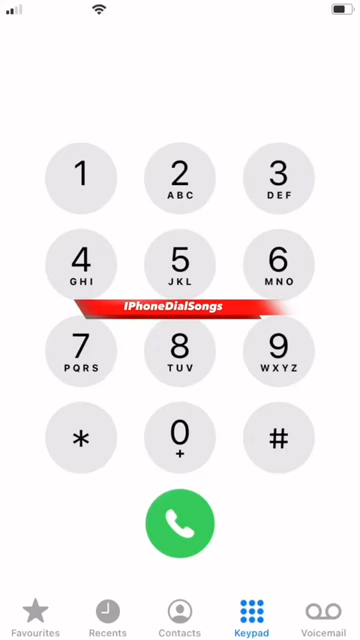 1
2
ABC
3
DEF
4
GHI
5
JKL
6
MNO
IPhoneDialSongs
7
PQRS
8
TUV
9
WXYZ
*
0
+
#
Favourites
Recents
Contacts
Keypad
Voicemail